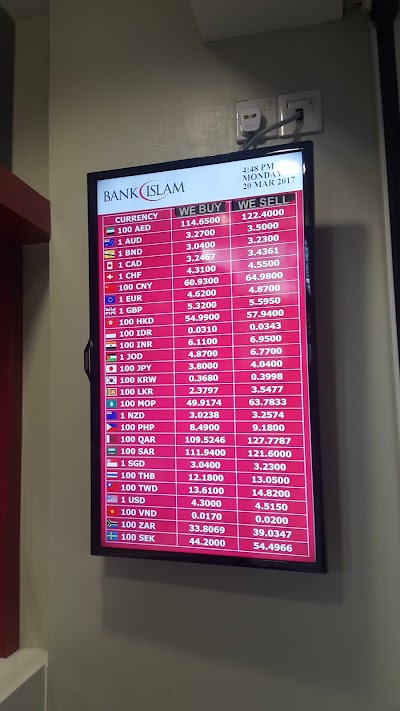 BANK ISLAM
4:48 PM
MONDAY
20 MAR 2017
CURRENCY WE BUY WE SELL
100 AED 114.6500 122.4000
1 AUD 3.2700 3.5000
1 BND 3.0400 3.2300
1 CAD 3.2467 3.4361
1 CHF 4.3100 4.5500
100 CNY 60.9300 64.9800
1 EUR 4.6200 4.8700
1 GBP 5.3200 5.5950
100 HKD 54.9900 57.9400
100 IDR 0.0310 0.0343
100 INR 6.1100 6.9500
1 JOD 4.8700 6.7700
100 JPY 3.8000 4.0400
100 KRW 0.3680 0.3998
100 LKR 2.3797 3.5477
100 MOP 49.9174 63.7833
1 NZD 3.0238 3.2574
100 PHP 8.4900 9.1800
100 QAR 109.5246 127.7787
100 SAR 111.9400 121.6000
1 SGD 3.0400 3.2300
100 THB 12.1800 13.0500
100 TWD 13.6100 14.8200
1 USD 4.3000 4.5150
100 VND 0.0170 0.0200
100 ZAR 33.8069 39.0347
100 SEK 44.2000 54.4966